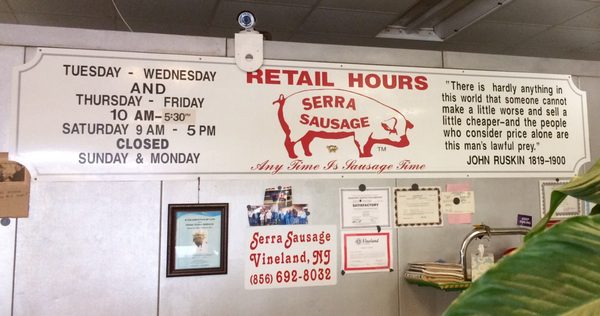 TUESDAY - WEDNESDAY
AND
THURSDAY - FRIDAY
10 AM - 5:30 PM
SATURDAY 9 AM - 5 PM
CLOSED
SUNDAY & MONDAY
RETAIL HOURS
SERRA
SAUSAGE
TM
Any Time Is Sausage Time
"There is hardly anything in
this world that someone cannot
make a little worse and sell a
little cheaper-and the people
who consider price alone are
this man's lawful prey."
JOHN RUSKIN 1819-1900
Serra Sausage
Vineland, NJ
(856) 692-8032
SATISFACTORY
Vineland